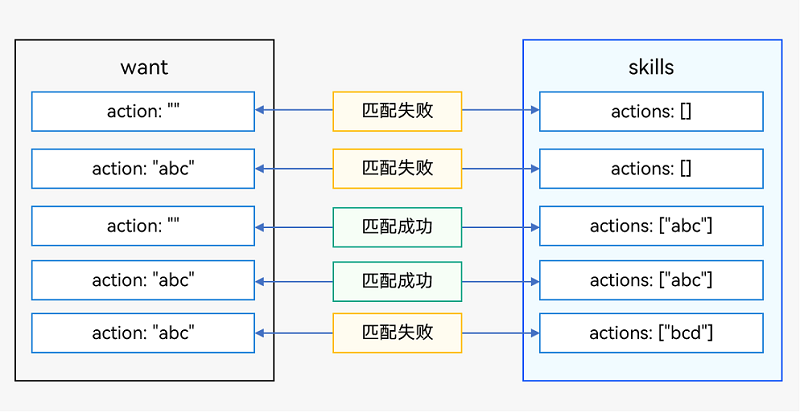 want
skills
action: ""
匹配失败
actions: []
action: "abc"
匹配失败
actions: []
action: ""
匹配成功
actions: ["abc"]
action: "abc"
匹配成功
actions: ["abc"]
action: "abc"
匹配失败
actions: ["bcd"]